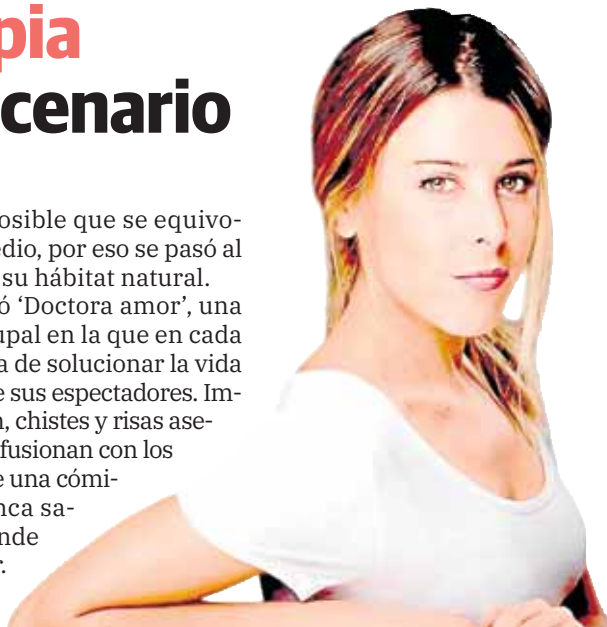 pia
cenario
osible que se equivo-
edio, por eso se pasó al
su hábitat natural.
ó ‘Doctora amor’, una
upal en la que en cada
a de solucionar la vida
e sus espectadores. Im-
n, chistes y risas ase-
fusionan con los
e una cómi-
nca sa-
nde
r.